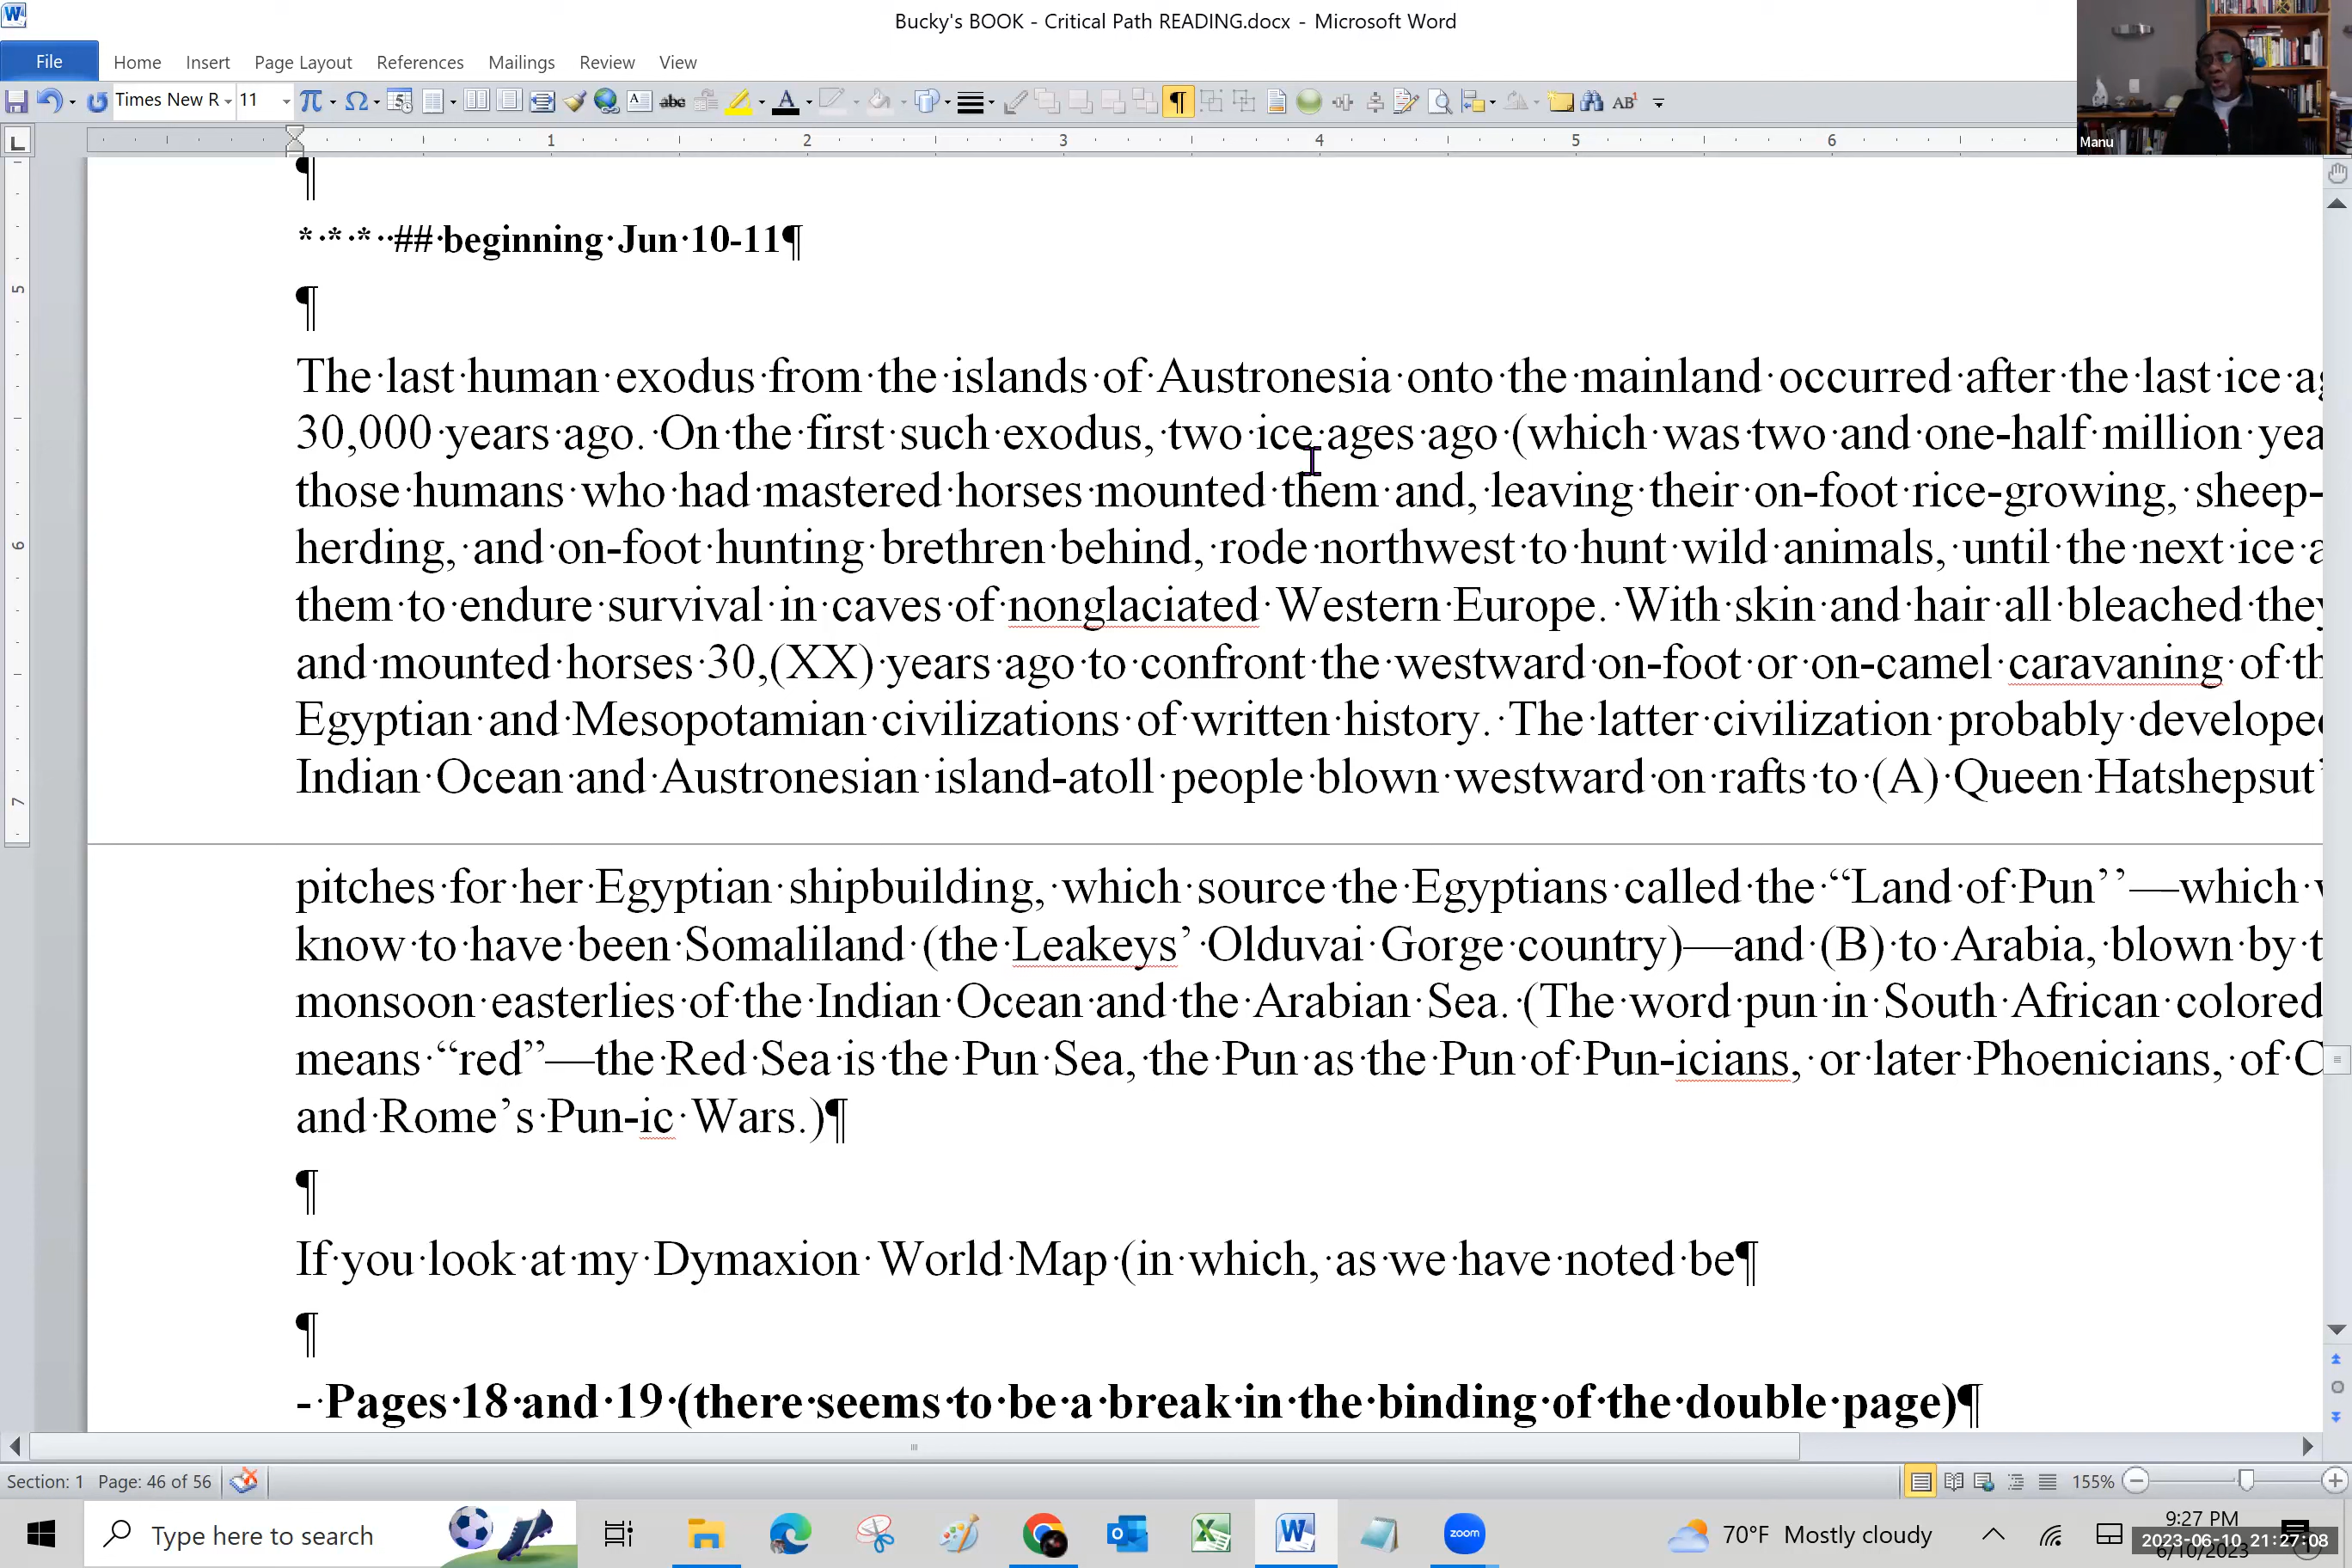 Bucky's BOOK - Critical Path READING.docx - Microsoft Word
File Home Insert Page Layout References Mailings Review View
Times New R 11
1 2 3 4 5 6
Manu
* * * ## beginning Jun 10-11¶
¶
The last human exodus from the islands of Austronesia onto the mainland occurred after the last ice
30,000 years ago. On the first such exodus, two ice ages ago (which was two and one-half million
those humans who had mastered horses mounted them and, leaving their on-foot rice-growing, sheep-
herding, and on-foot hunting brethren behind, rode northwest to hunt wild animals, until the next ice
them to endure survival in caves of nonglaciated Western Europe. With skin and hair all bleached
and mounted horses 30,(XX) years ago to confront the westward on-foot or on-camel caravaning of
Egyptian and Mesopotamian civilizations of written history. The latter civilization probably
Indian Ocean and Austronesian island-atoll people blown westward on rafts to (A) Queen Hatshepsut'
pitches for her Egyptian shipbuilding, which source the Egyptians called the “Land of Pun’’—which
know to have been Somaliland (the Leakeys’ Olduvai Gorge country)—and (B) to Arabia, blown by
monsoon easterlies of the Indian Ocean and the Arabian Sea. (The word pun in South African colored
means “red”—the Red Sea is the Pun Sea, the Pun as the Pun of Pun-icians, or later Phoenicians, of
and Rome’s Pun-ic Wars.)¶
¶
If you look at my Dymaxion World Map (in which, as we have noted be¶
¶
- Pages 18 and 19 (there seems to be a break in the binding of the double page)¶
Section: 1 Page: 46 of 56 155%
Type here to search 70°F Mostly cloudy 9:27 PM
2023-06-10 21:27:08